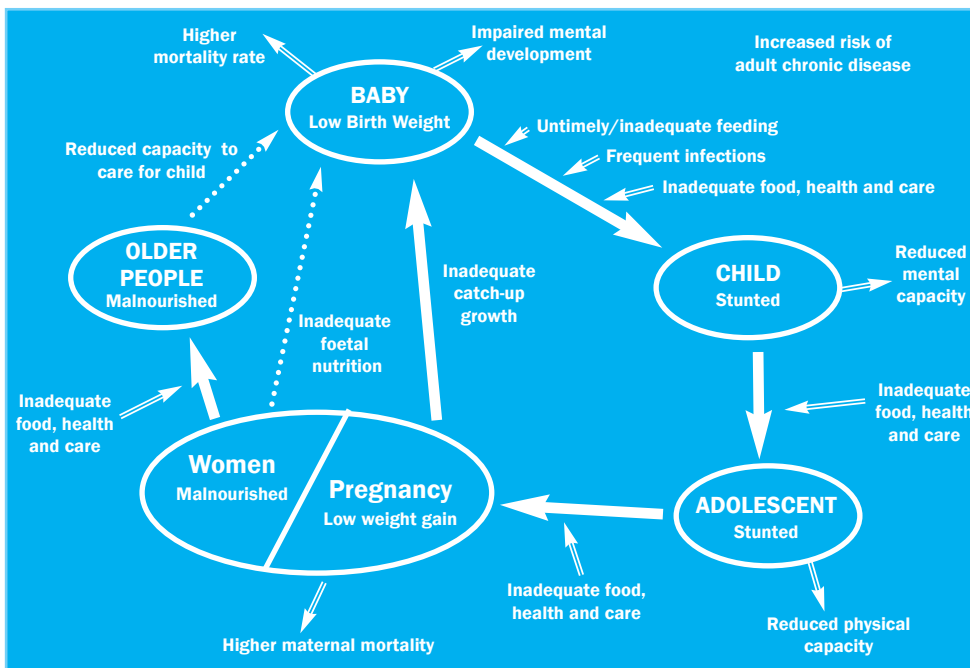 Higher
mortality rate
Impaired mental
development
Increased risk of
adult chronic disease
BABY
Low Birth Weight
Untimely/inadequate feeding
Frequent infections
Inadequate food, health and care
Reduced capacity to
care for child
OLDER
PEOPLE
Malnourished
Inadequate
catch-up
growth
CHILD
Stunted
Reduced
mental
capacity
Inadequate
foetal
nutrition
Inadequate
food, health
and care
Inadequate
food, health
and care
Women
Malnourished
Pregnancy
Low weight gain
ADOLESCENT
Stunted
Inadequate food,
health and care
Higher maternal mortality
Reduced physical
capacity